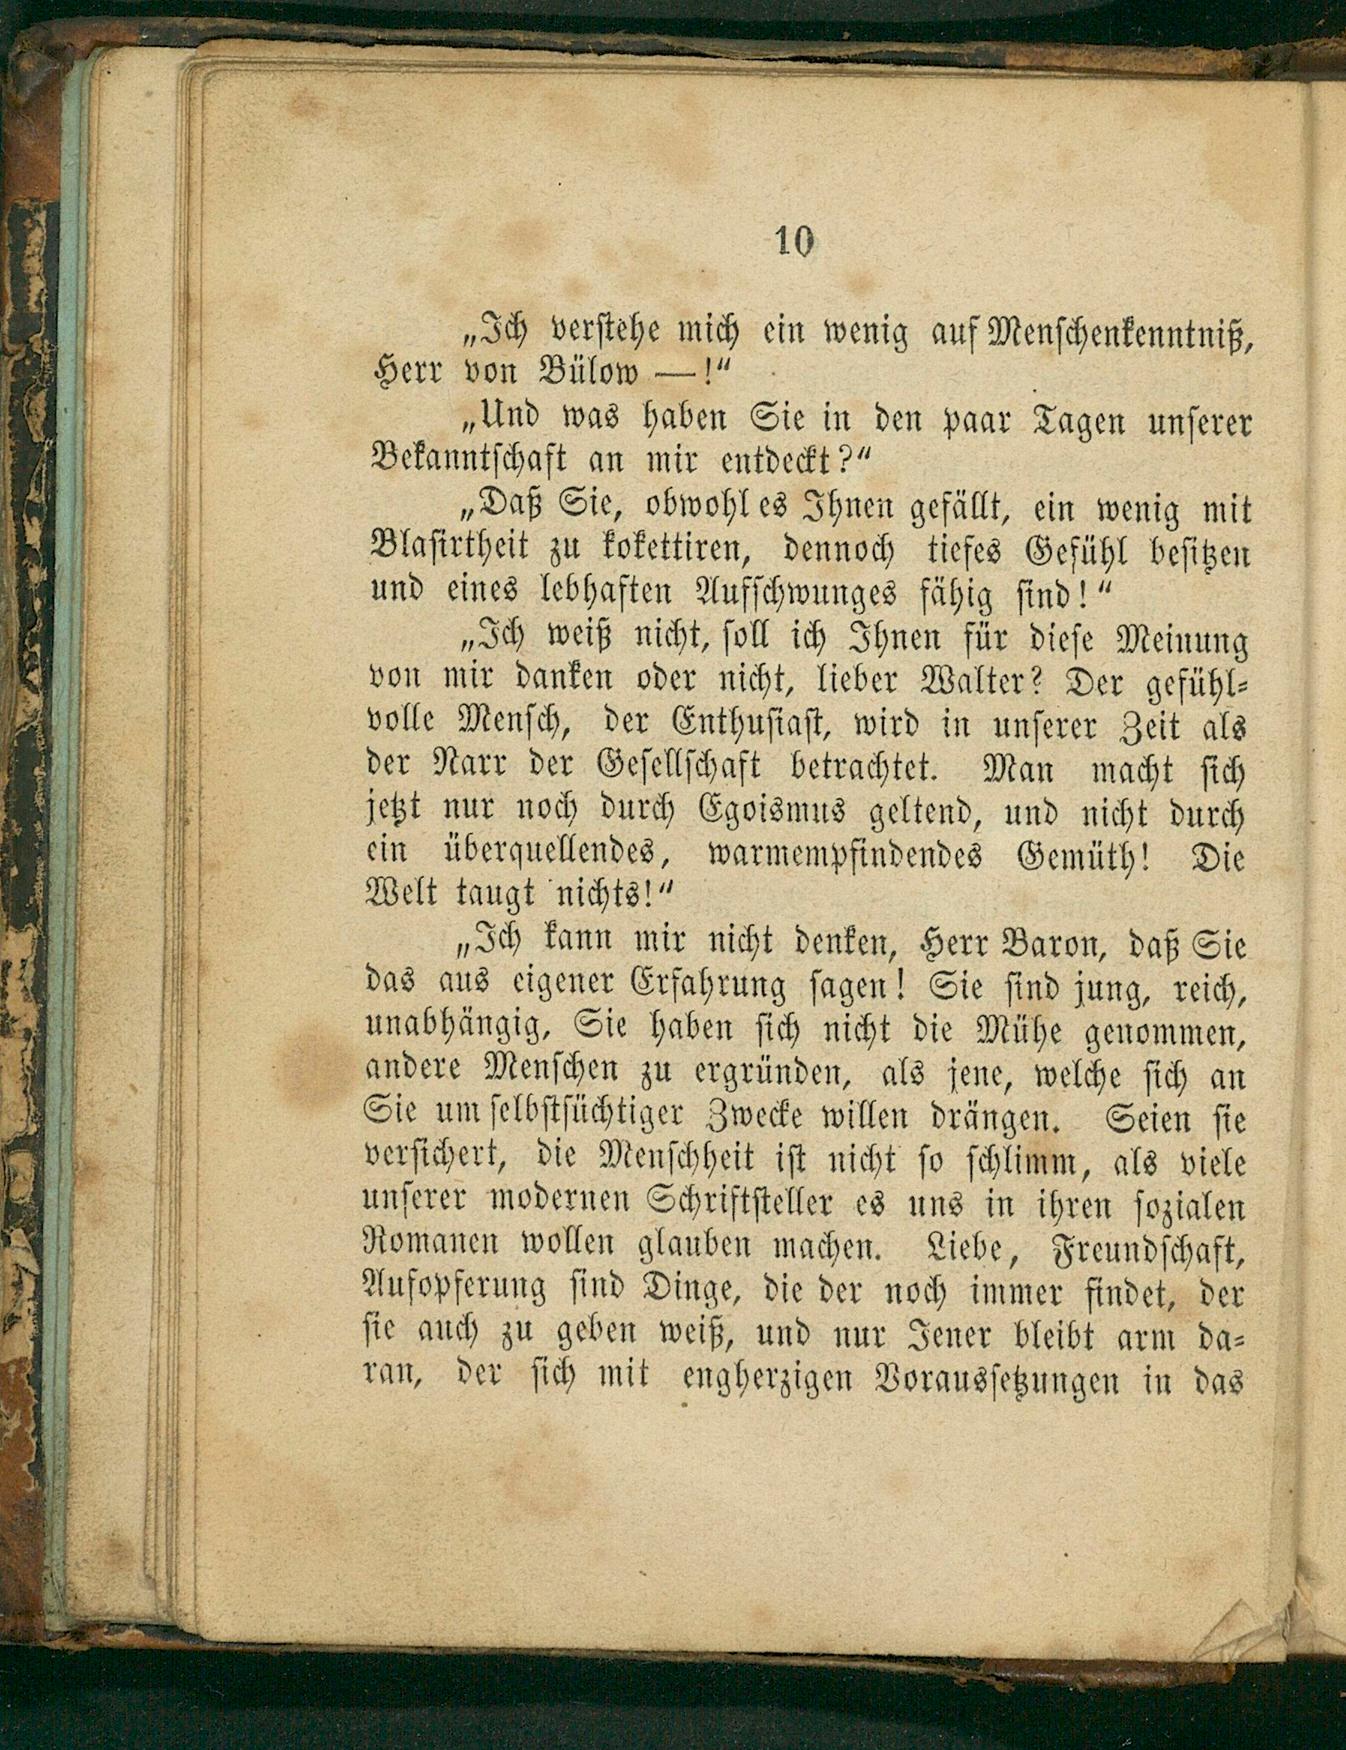 10
„Ich verstehe mich ein wenig auf Menschenkenntniß,
Herr von Bülow —!“
„Und was haben Sie in den paar Tagen unserer
Bekanntschaft an mir entdeckt?“
„Daß Sie, obwohl es Ihnen gefällt, ein wenig mit
Blasirtheit zu kokettiren, dennoch tiefes Gefühl besitzen
und eines lebhaften Aufschwunges fähig sind!“
„Ich weiß nicht, soll ich Ihnen für diese Meinung
von mir danken oder nicht, lieber Walter? Der gefühl-
volle Mensch, der Enthusiast, wird in unserer Zeit als
der Narr der Gesellschaft betrachtet. Man macht sich
jetzt nur noch durch Egoismus geltend, und nicht durch
ein überquellendes, warmempfindendes Gemüth! Die
Welt taugt nichts!“
„Ich kann mir nicht denken, Herr Baron, daß Sie
das aus eigener Erfahrung sagen! Sie sind jung, reich,
unabhängig, Sie haben sich nicht die Mühe genommen,
andere Menschen zu ergründen, als jene, welche sich an
Sie um selbstsüchtiger Zwecke willen drängen. Seien sie
versichert, die Menschheit ist nicht so schlimm, als viele
unserer modernen Schriftsteller es uns in ihren sozialen
Romanen wollen glauben machen. Liebe, Freundschaft,
Aufopferung sind Dinge, die der noch immer findet, der
sie auch zu geben weiß, und nur Jener bleibt arm da-
ran, der sich mit engherzigen Voraussetzungen in das